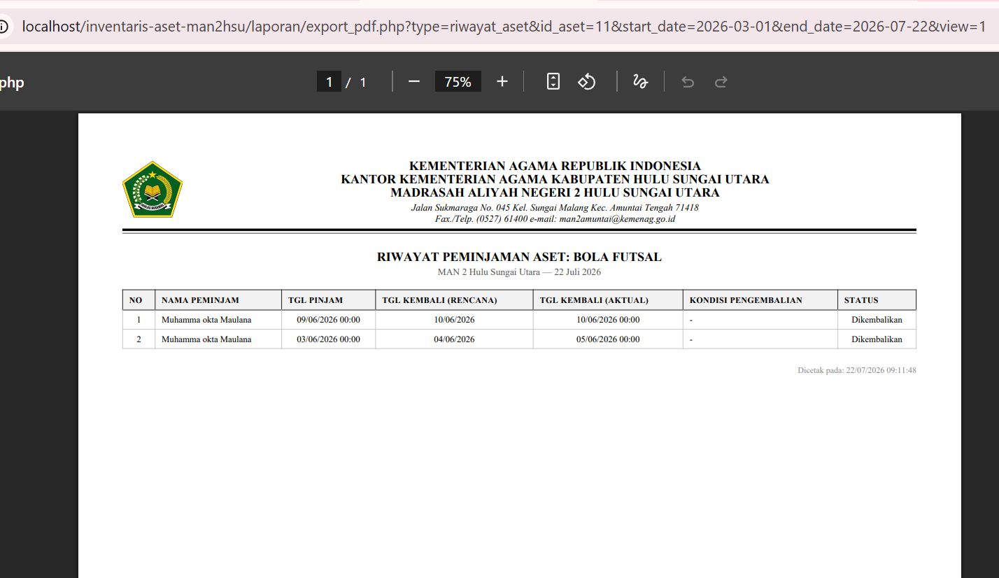 localhost/inventaris-aset-man2hsu/laporan/export_pdf.php?type=riwayat_aset&id_aset=11&start_date=2026-03-01&end_date=2026-07-22&view=1
php 1 / 1 75%
KEMENTERIAN AGAMA REPUBLIK INDONESIA
KANTOR KEMENTERIAN AGAMA KABUPATEN HULU SUNGAI UTARA
MADRASAH ALIYAH NEGERI 2 HULU SUNGAI UTARA
Jalan Sukmaraga No. 045 Kel. Sungai Malang Kec. Amuntai Tengah 71418
Fax./Telp. (0527) 61400 e-mail: man2amuntai@kemenag.go.id
RIWAYAT PEMINJAMAN ASET: BOLA FUTSAL
MAN 2 Hulu Sungai Utara — 22 Juli 2026
NO NAMA PEMINJAM TGL PINJAM TGL KEMBALI (RENCANA) TGL KEMBALI (AKTUAL) KONDISI PENGEMBALIAN STATUS
1 Muhamma okta Maulana 09/06/2026 00:00 10/06/2026 10/06/2026 00:00 - Dikembalikan
2 Muhamma okta Maulana 03/06/2026 00:00 04/06/2026 05/06/2026 00:00 - Dikembalikan
Dicetak pada: 22/07/2026 09:11:48